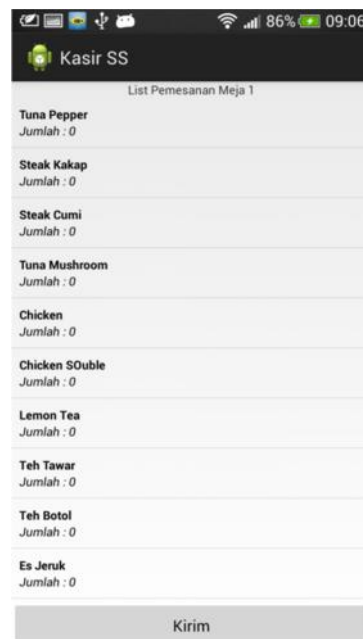 86% 09:06
Kasir SS
List Pemesanan Meja 1
Tuna Pepper
Jumlah : 0
Steak Kakap
Jumlah : 0
Steak Cumi
Jumlah : 0
Tuna Mushroom
Jumlah : 0
Chicken
Jumlah : 0
Chicken SOuble
Jumlah : 0
Lemon Tea
Jumlah : 0
Teh Tawar
Jumlah : 0
Teh Botol
Jumlah : 0
Es Jeruk
Jumlah : 0
Kirim